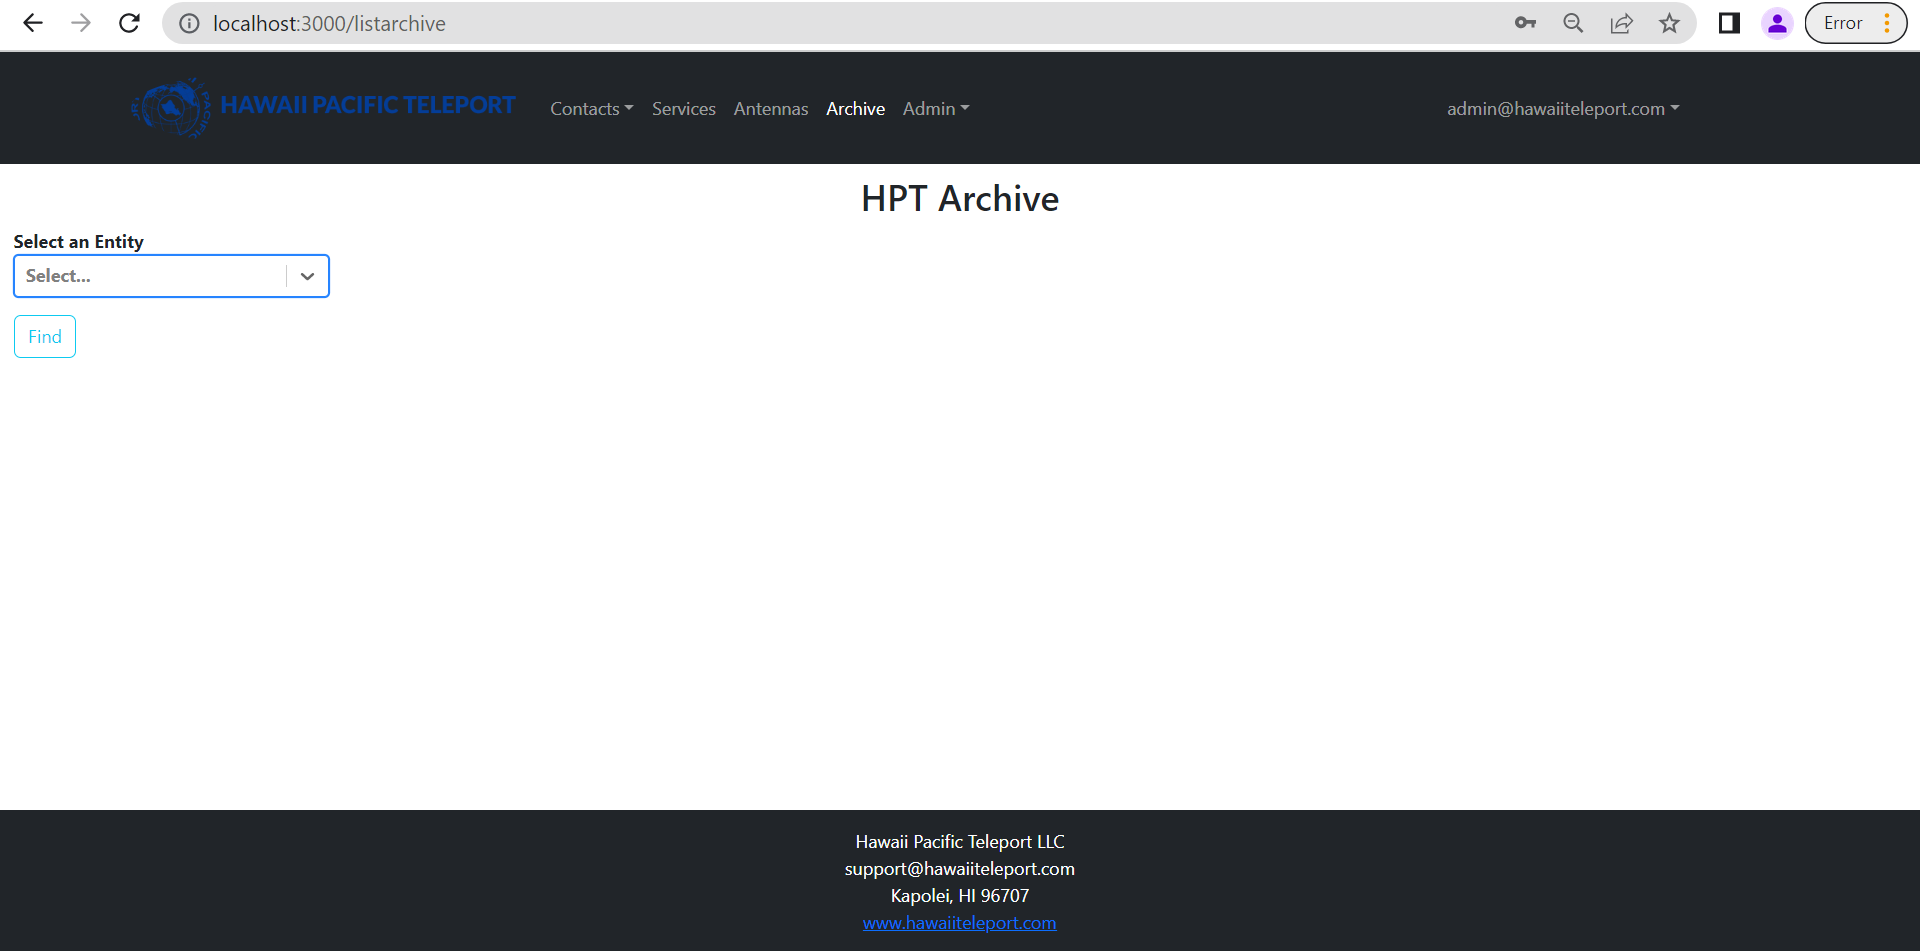 localhost:3000/listarchive
Error
HAWAII PACIFIC TELEPORT
Contacts Services Antennas Archive Admin
admin@hawaiiteleport.com
PACIFIC
HPT Archive
Select an Entity
Select...
Find
Hawaii Pacific Teleport LLC
support@hawaiiteleport.com
Kapolei, HI 96707
www.hawaiiteleport.com